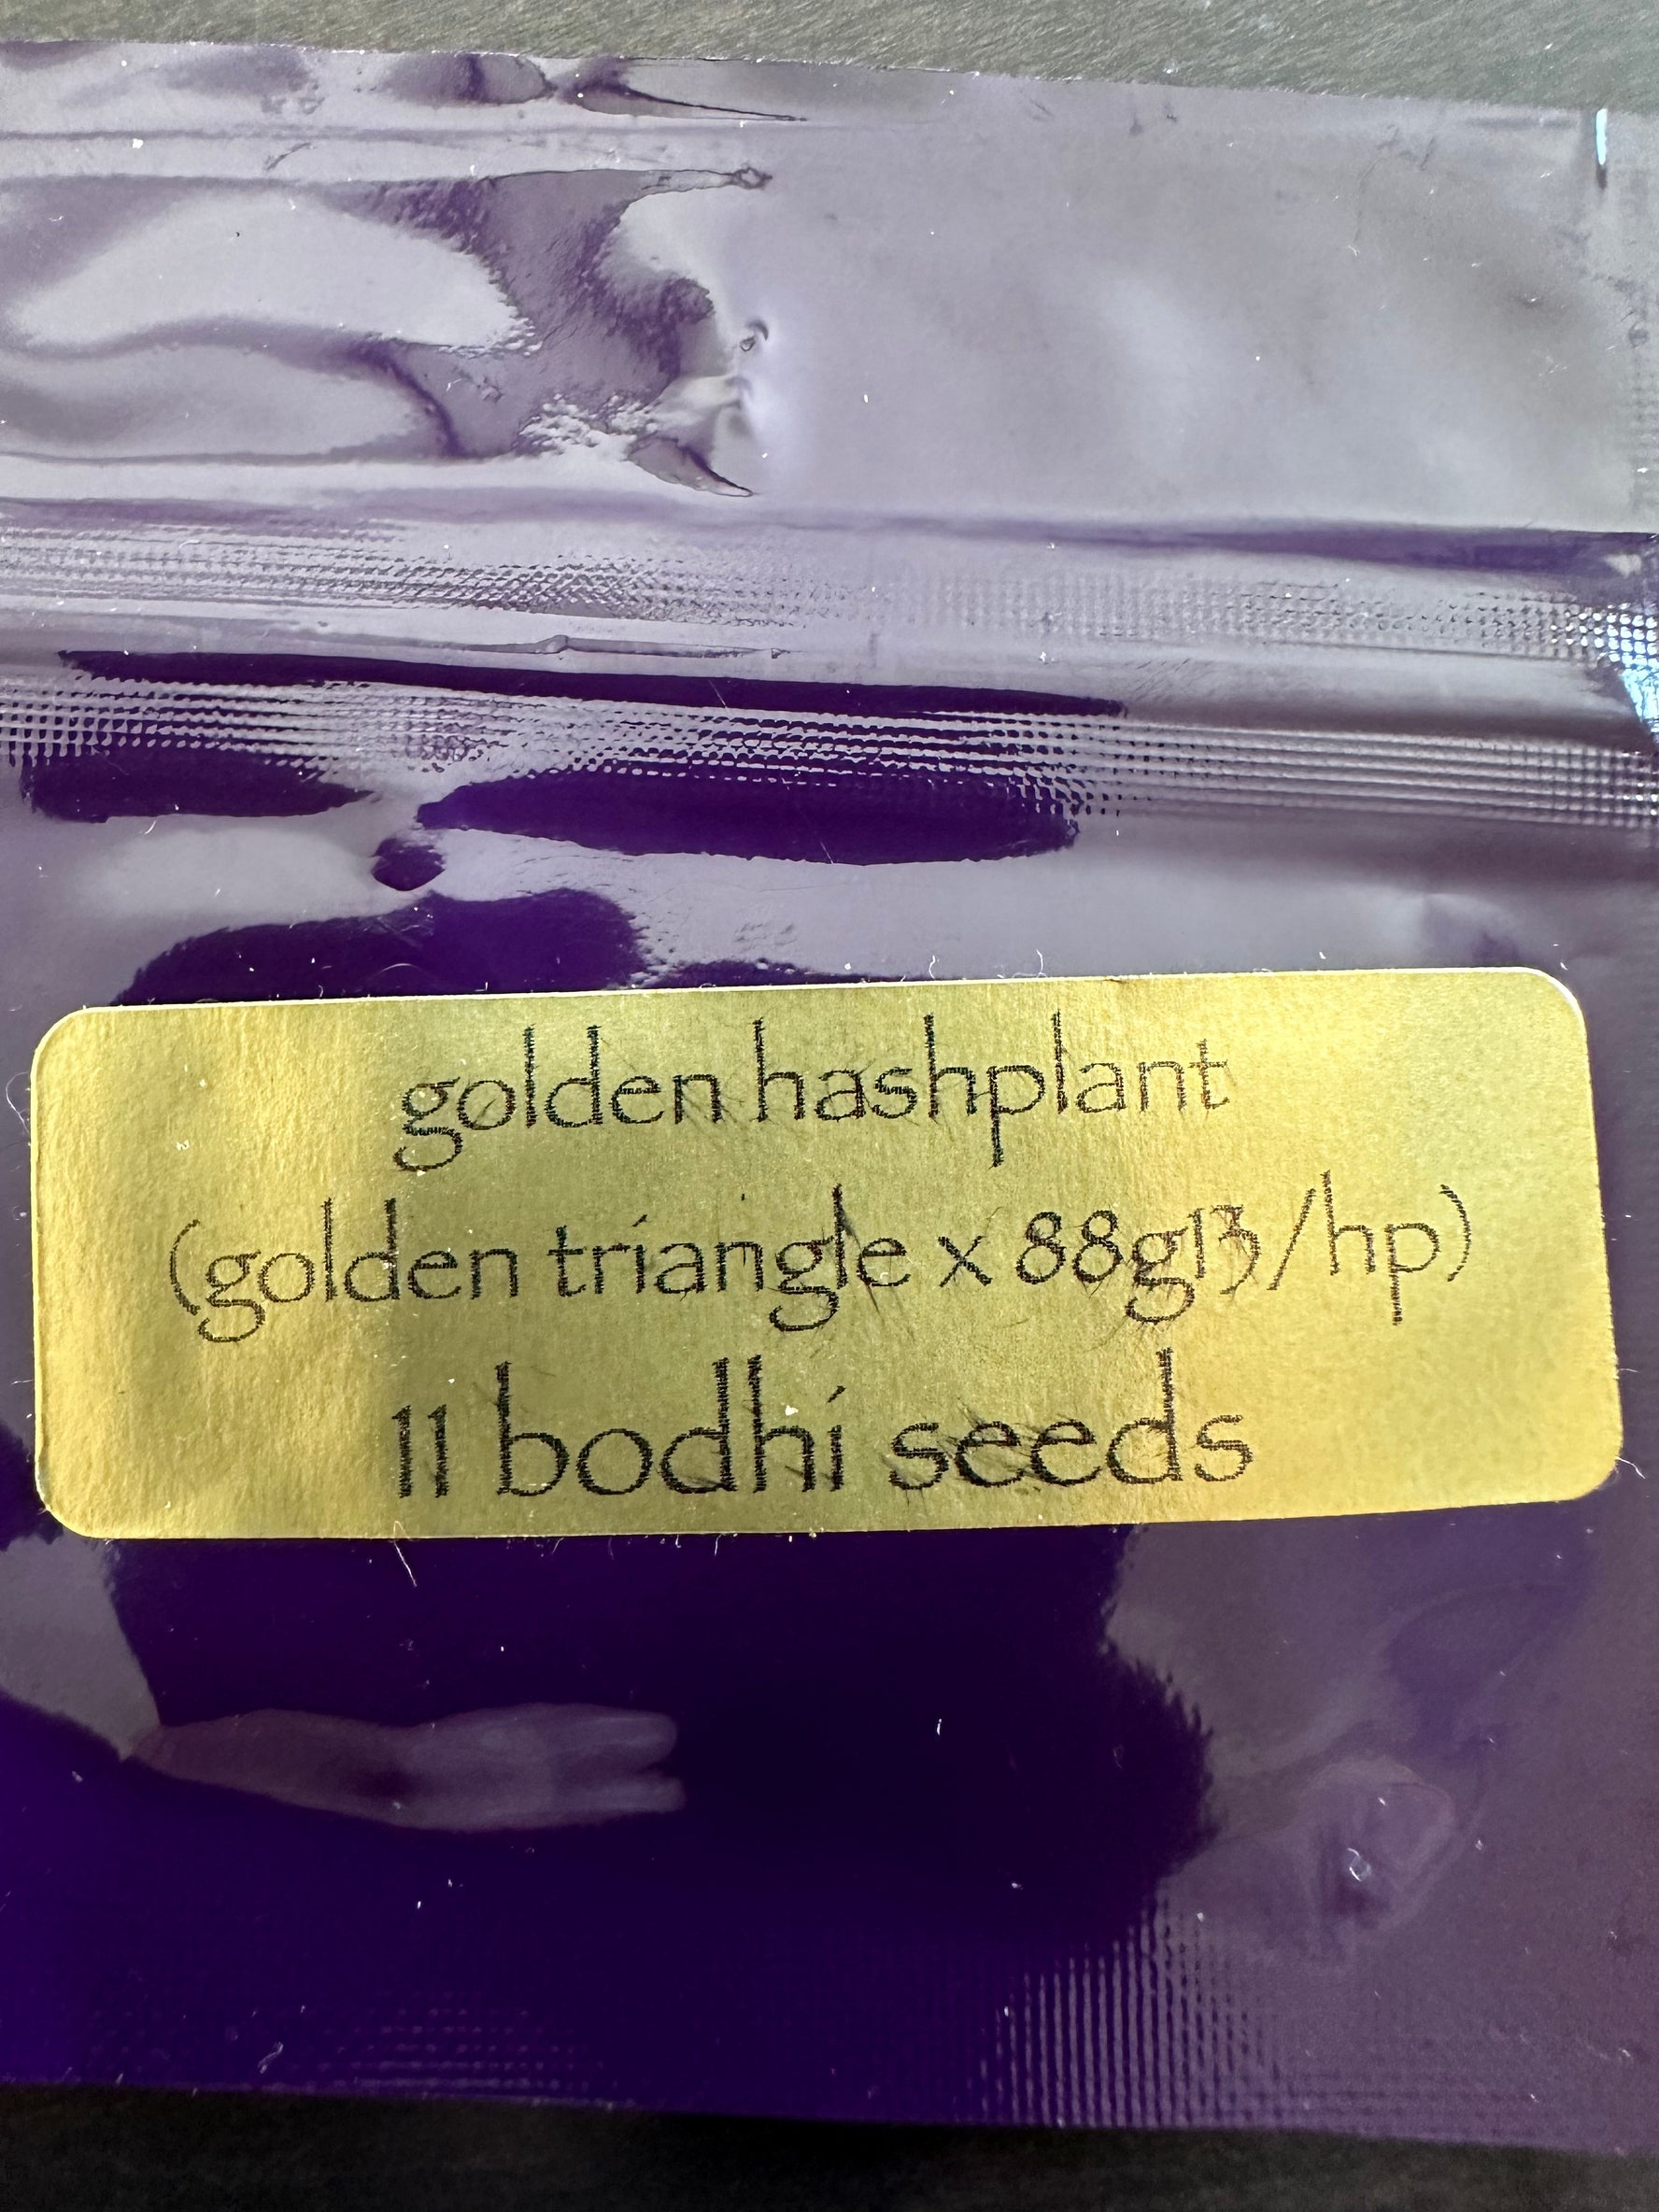 golden hashplant
(golden triangle x 88g13/hp)
11 bodhi seeds